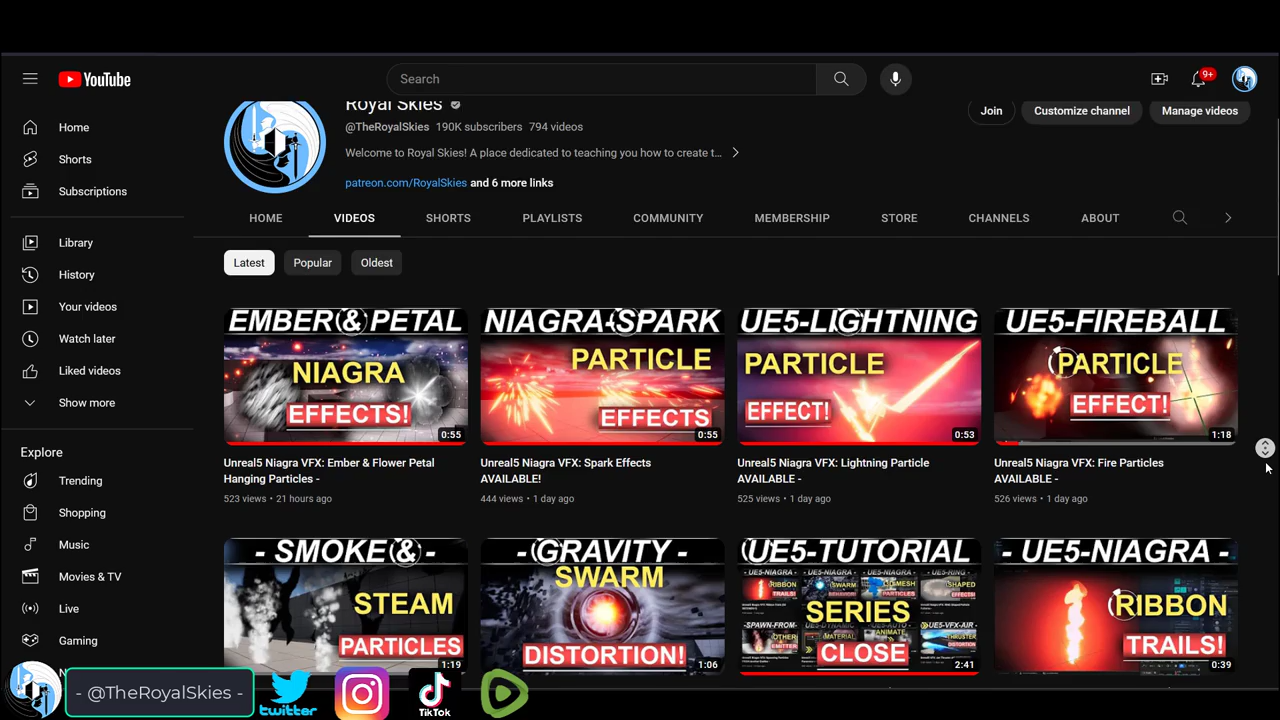 YouTube
Search
9+
Home
Shorts
Subscriptions
Library
History
Your videos
Watch later
Liked videos
Show more
Explore
Trending
Shopping
Music
Movies & TV
Live
Gaming
Royal Skies
@TheRoyalSkies 190K subscribers 794 videos
Welcome to Royal Skies! A place dedicated to teaching you how to create t...
patreon.com/RoyalSkies and 6 more links
Join
Customize channel
Manage videos
HOME
VIDEOS
SHORTS
PLAYLISTS
COMMUNITY
MEMBERSHIP
STORE
CHANNELS
ABOUT
Latest
Popular
Oldest
EMBER & PETAL
NIAGRA
EFFECTS!
0:55
Unreal5 Niagra VFX: Ember & Flower Petal
Hanging Particles -
523 views • 21 hours ago
NIAGRA-SPARK
PARTICLE
EFFECTS
0:55
Unreal5 Niagra VFX: Spark Effects
AVAILABLE!
444 views • 1 day ago
UE5-LIGHTNING
PARTICLE
EFFECT!
0:53
Unreal5 Niagra VFX: Lightning Particle
AVAILABLE -
525 views • 1 day ago
UE5-FIREBALL
PARTICLE
EFFECT!
1:18
Unreal5 Niagra VFX: Fire Particles
AVAILABLE -
526 views • 1 day ago
- SMOKE & -
STEAM
PARTICLES
1:19
- GRAVITY -
SWARM
DISTORTION!
1:06
UE5-TUTORIAL
SERIES
CLOSE
2:41
- UE5-NIAGRA -
RIBBON
TRAILS!
0:39
- @TheRoyalSkies -
twitter
TikTok